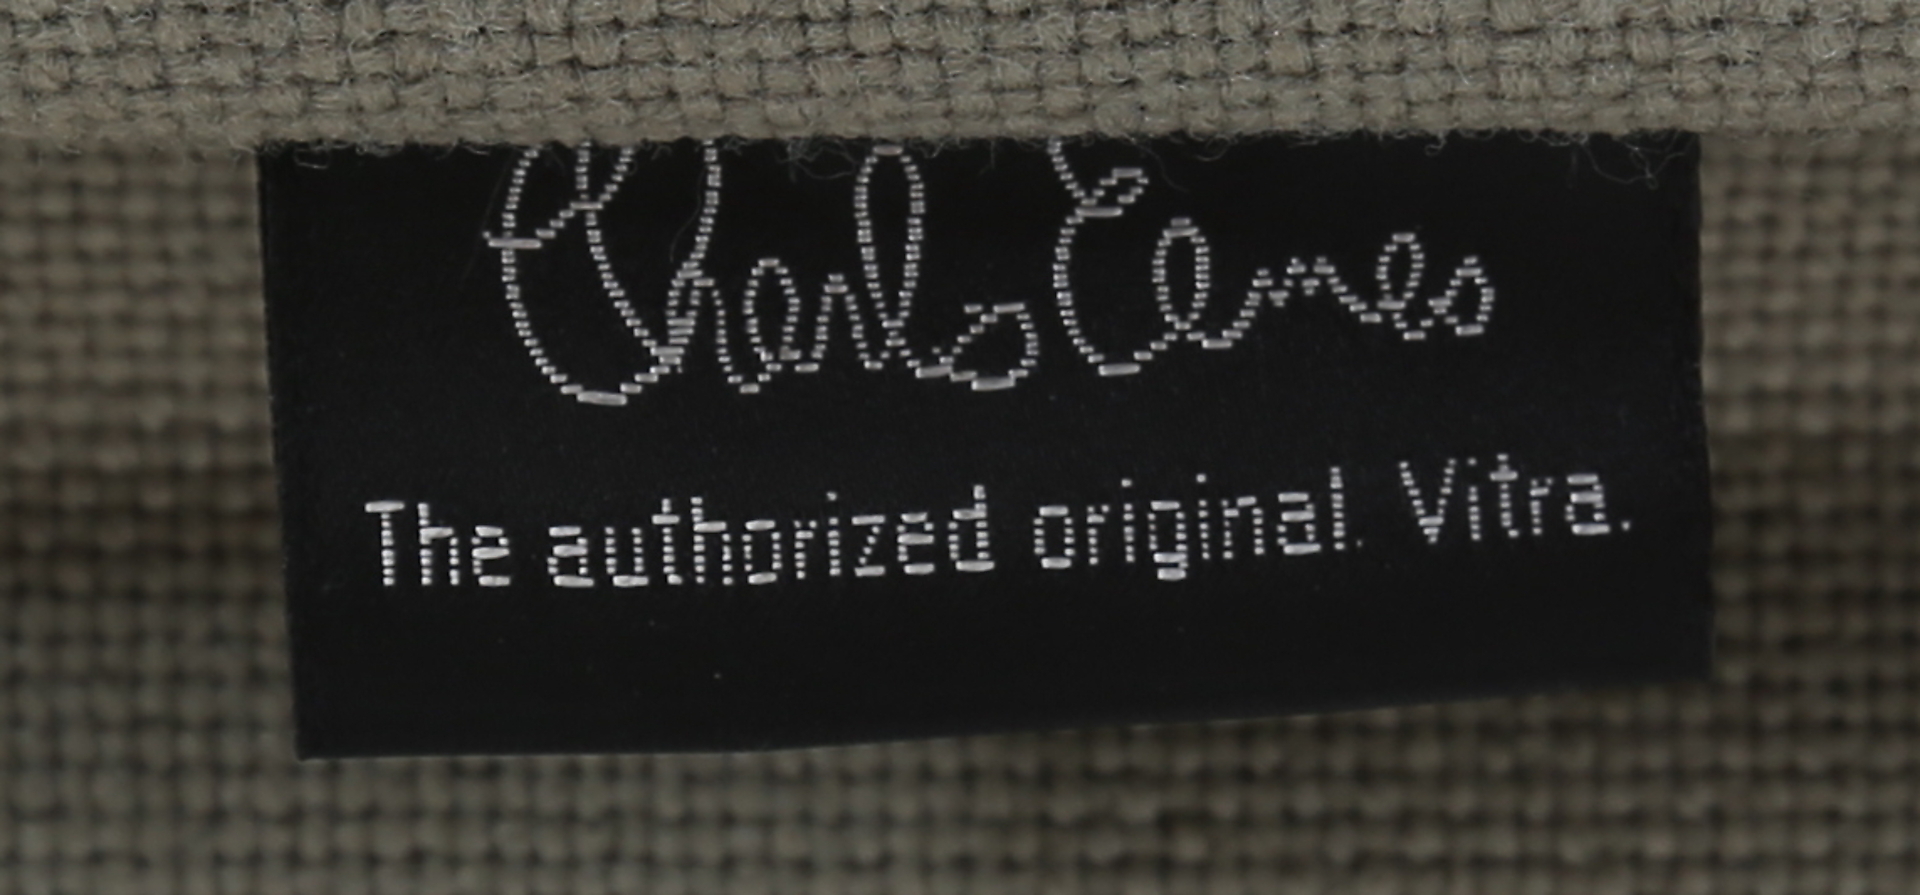 Charles Eames
The authorized original. Vitra.